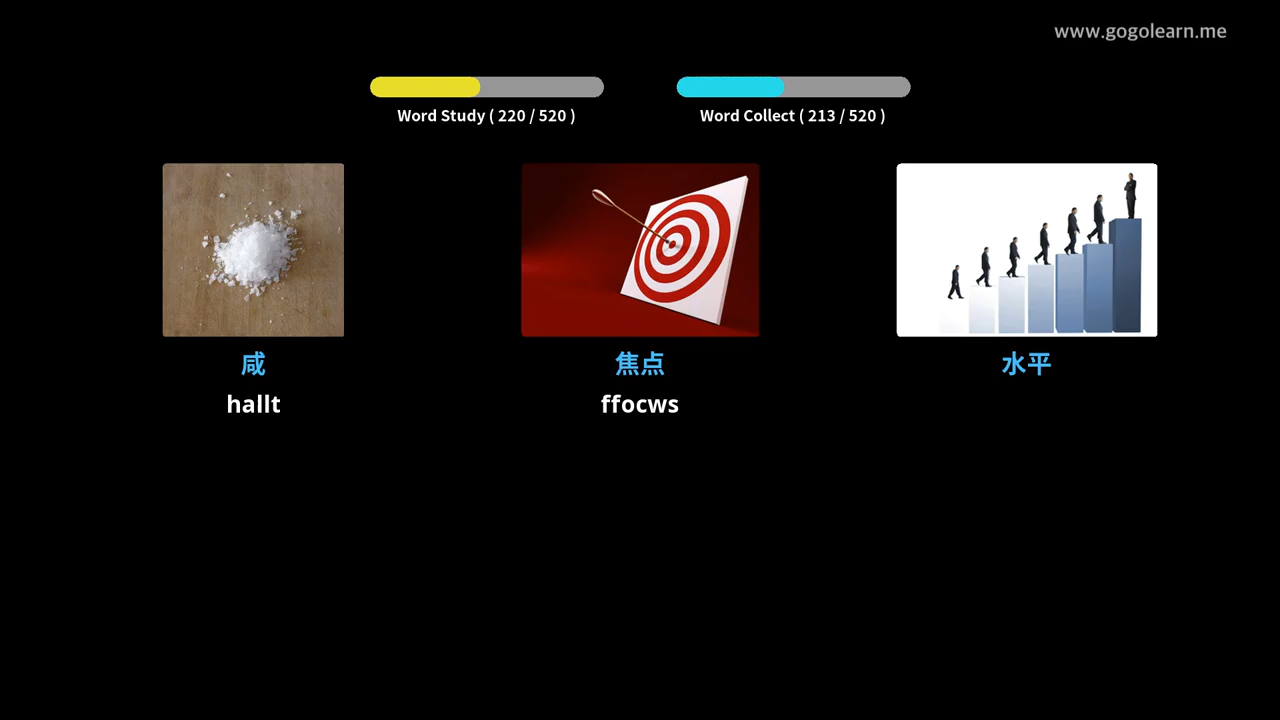 www.gogolearn.me
Word Study ( 220 / 520 )
Word Collect ( 213 / 520 )
咸
焦点
水平
hallt
ffocws